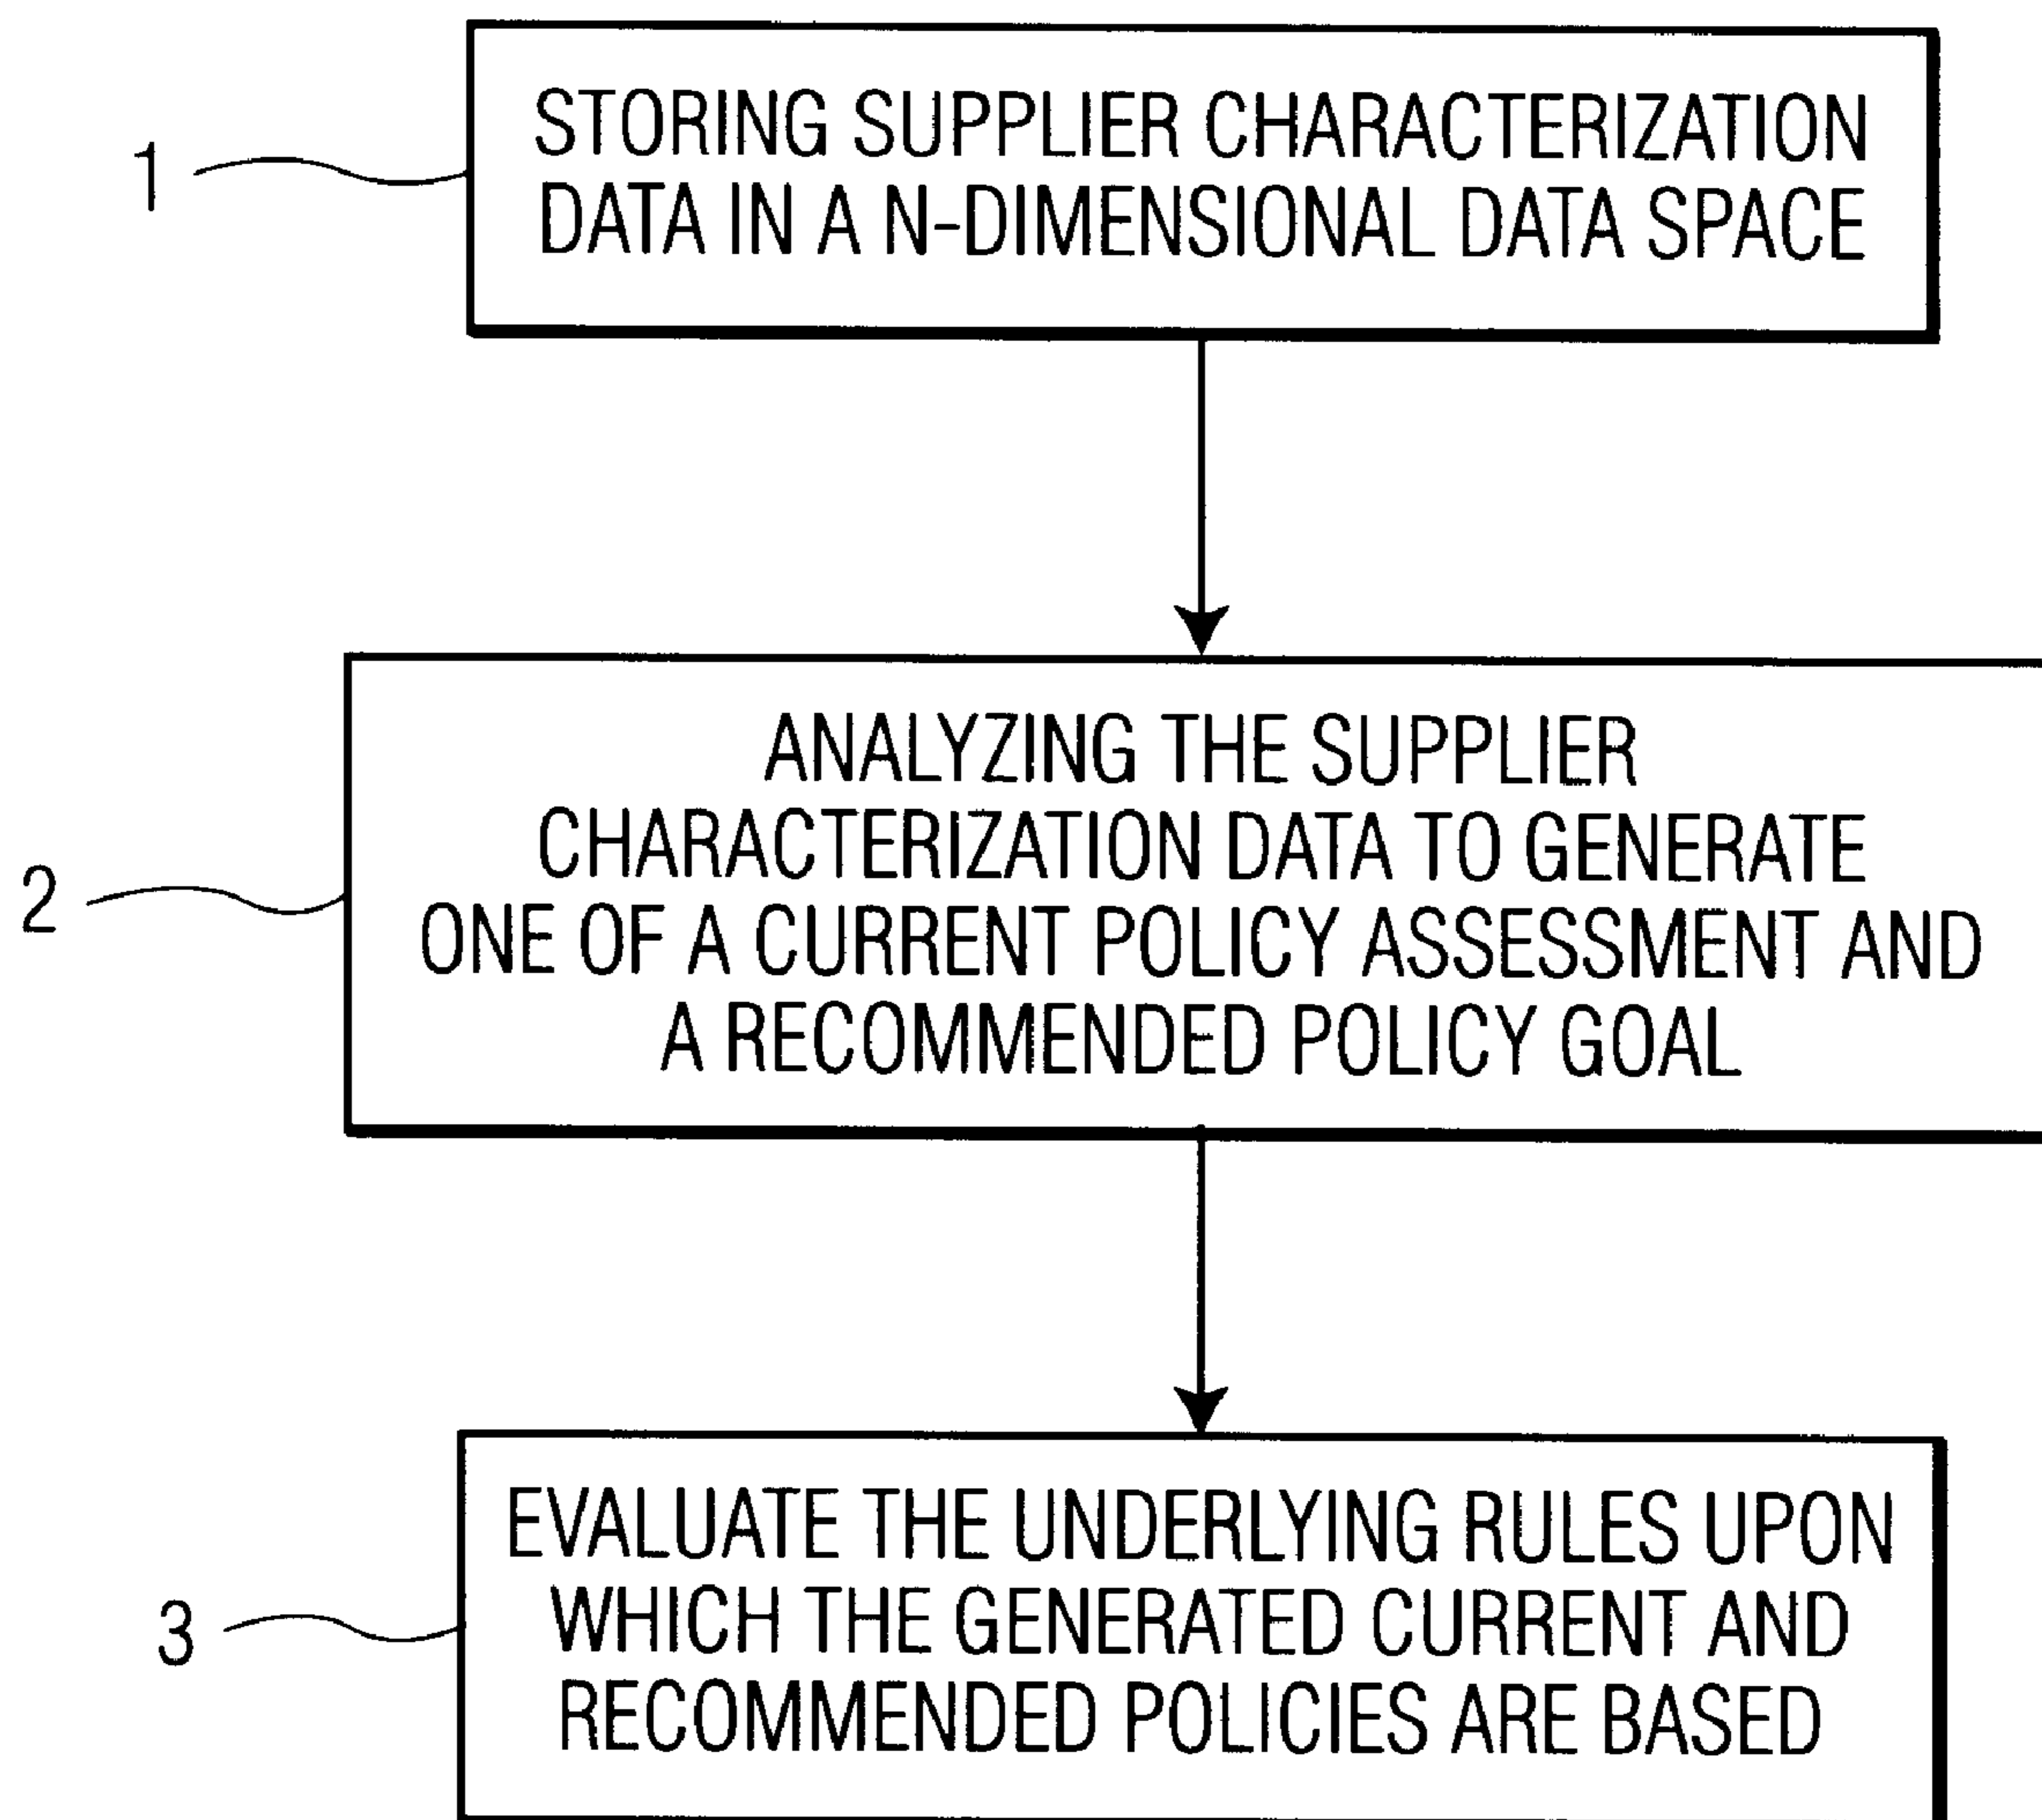 1
STORING SUPPLIER CHARACTERIZATION
DATA IN A N-DIMENSIONAL DATA SPACE
2
ANALYZING THE SUPPLIER
CHARACTERIZATION DATA TO GENERATE
ONE OF A CURRENT POLICY ASSESSMENT AND
A RECOMMENDED POLICY GOAL
3
EVALUATE THE UNDERLYING RULES UPON
WHICH THE GENERATED CURRENT AND
RECOMMENDED POLICIES ARE BASED